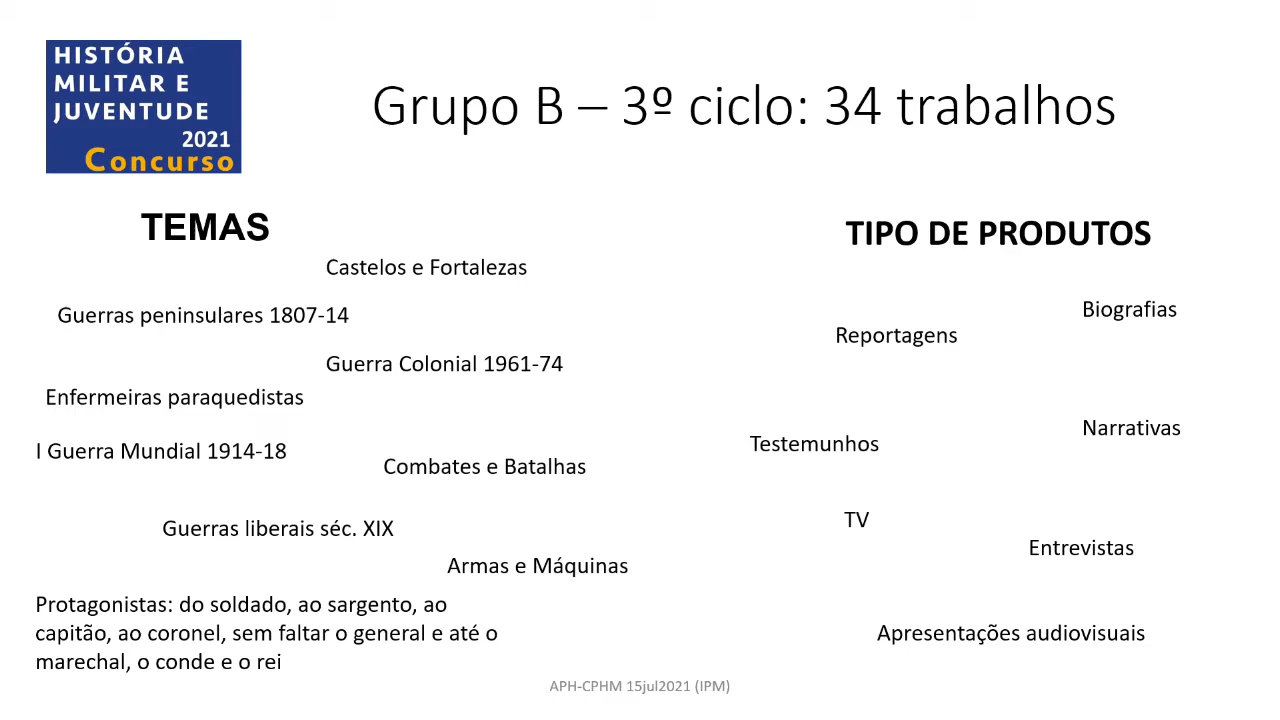 HISTÓRIA
MILITAR E
JUVENTUDE
2021
Concurso
Grupo B – 3º ciclo: 34 trabalhos
TEMAS
Castelos e Fortalezas
Guerras peninsulares 1807-14
Guerra Colonial 1961-74
Enfermeiras paraquedistas
I Guerra Mundial 1914-18
Combates e Batalhas
Guerras liberais séc. XIX
Armas e Máquinas
Protagonistas: do soldado, ao sargento, ao
capitão, ao coronel, sem faltar o general e até o
marechal, o conde e o rei
TIPO DE PRODUTOS
Biografias
Reportagens
Narrativas
Testemunhos
TV
Entrevistas
Apresentações audiovisuais
APH-CPHM 15jul2021 (IPM)